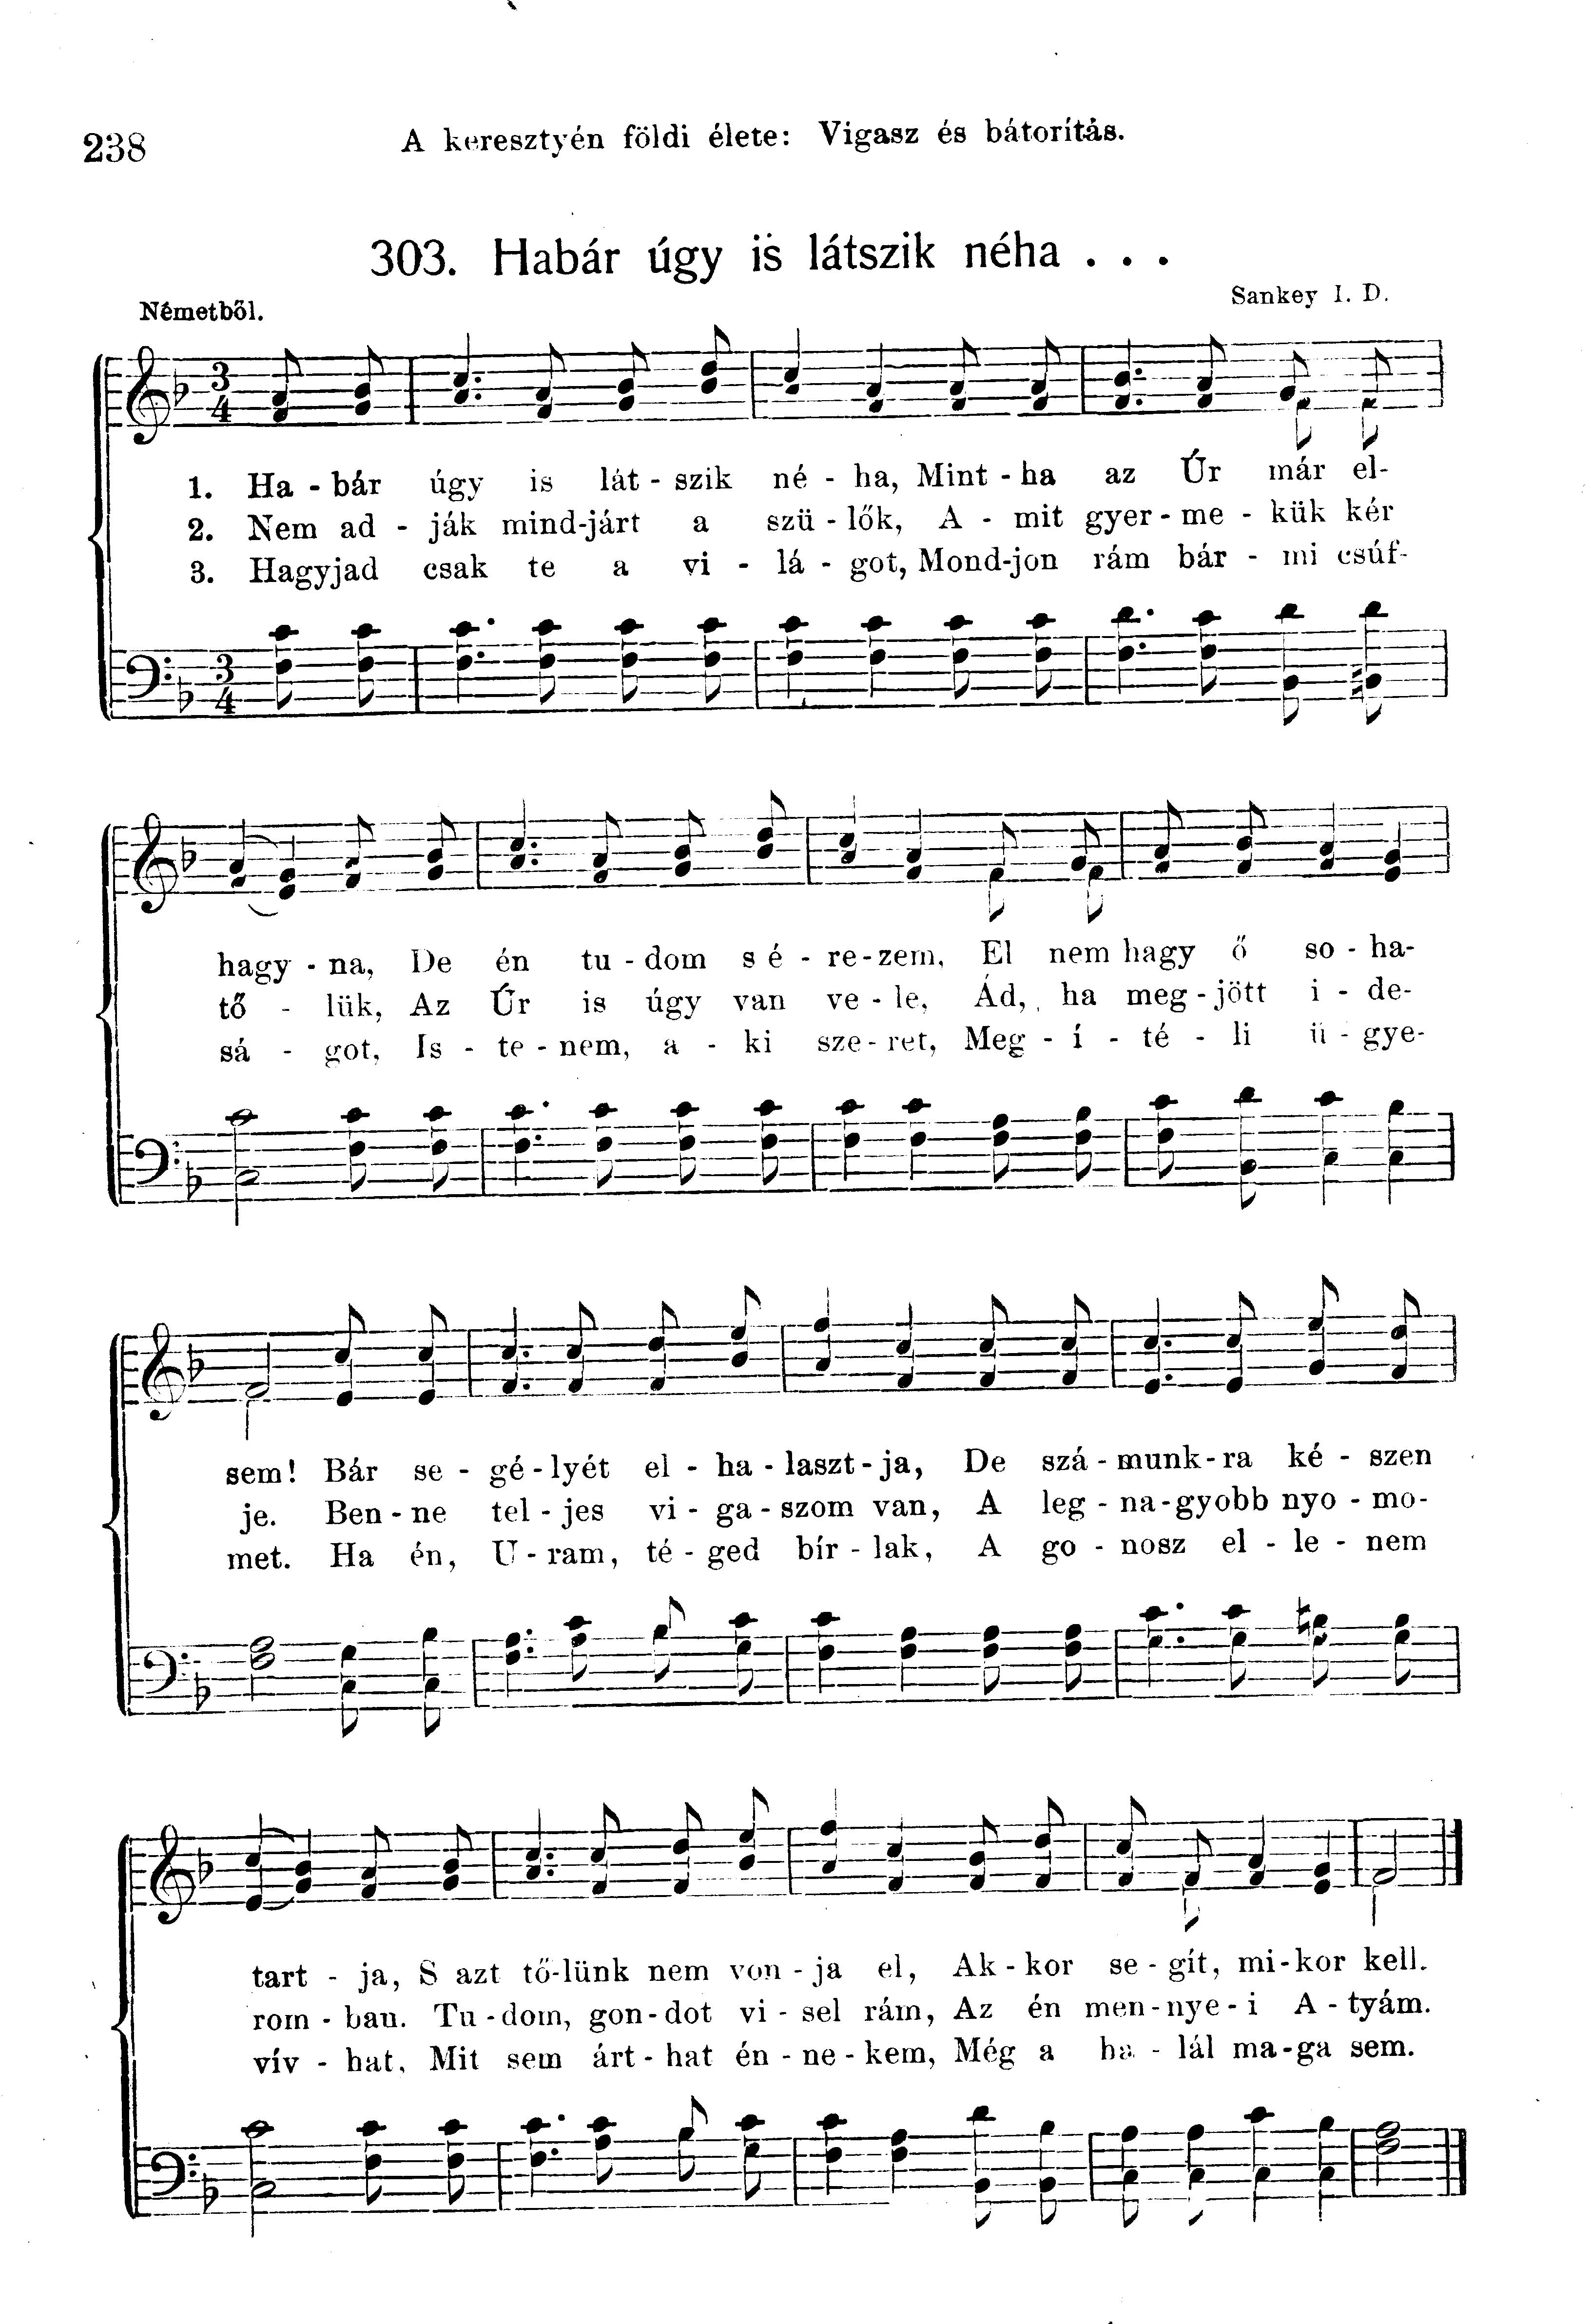 238
A keresztyén földi élete: Vigasz és bátorítás.
303. Habár úgy is látszik néha . . .
Németből.
Sankey I. D.
1. Ha - bár úgy is lát - szik né - ha, Mint - ha az Úr már el-
2. Nem ad - ják mind-járt a szü - lők, A - mit gyer - me - kük kér
3. Hagyjad csak te a vi - lá - got, Mond-jon rám bár - mi csúf-
hagy - na, De én tu - dom s é - re-zem, El nem hagy ő so - ha-
tő - lük, Az Úr is úgy van ve - le, Ád, ha meg - jött i - de-
sá - got, Is - te - nem, a - ki sze - ret, Meg - í - té - li ü - gye-
sem! Bár se - gé - lyét el - ha - laszt - ja, De szá - munk - ra ké - szen
je. Ben - ne tel - jes vi - ga - szom van, A leg - na - gyobb nyo - mo-
met. Ha én, U - ram, té - ged bír - lak, A go - nosz el - le - nem
tart - ja, S azt tő-lünk nem von - ja el, Ak - kor se - gít, mi-kor kell.
rom - ban. Tu - dom, gon - dot vi - sel rám, Az én men - nye - i A - tyám.
vív - hat, Mit sem árt - hat én - ne - kem, Még a ha - lál ma - ga sem.